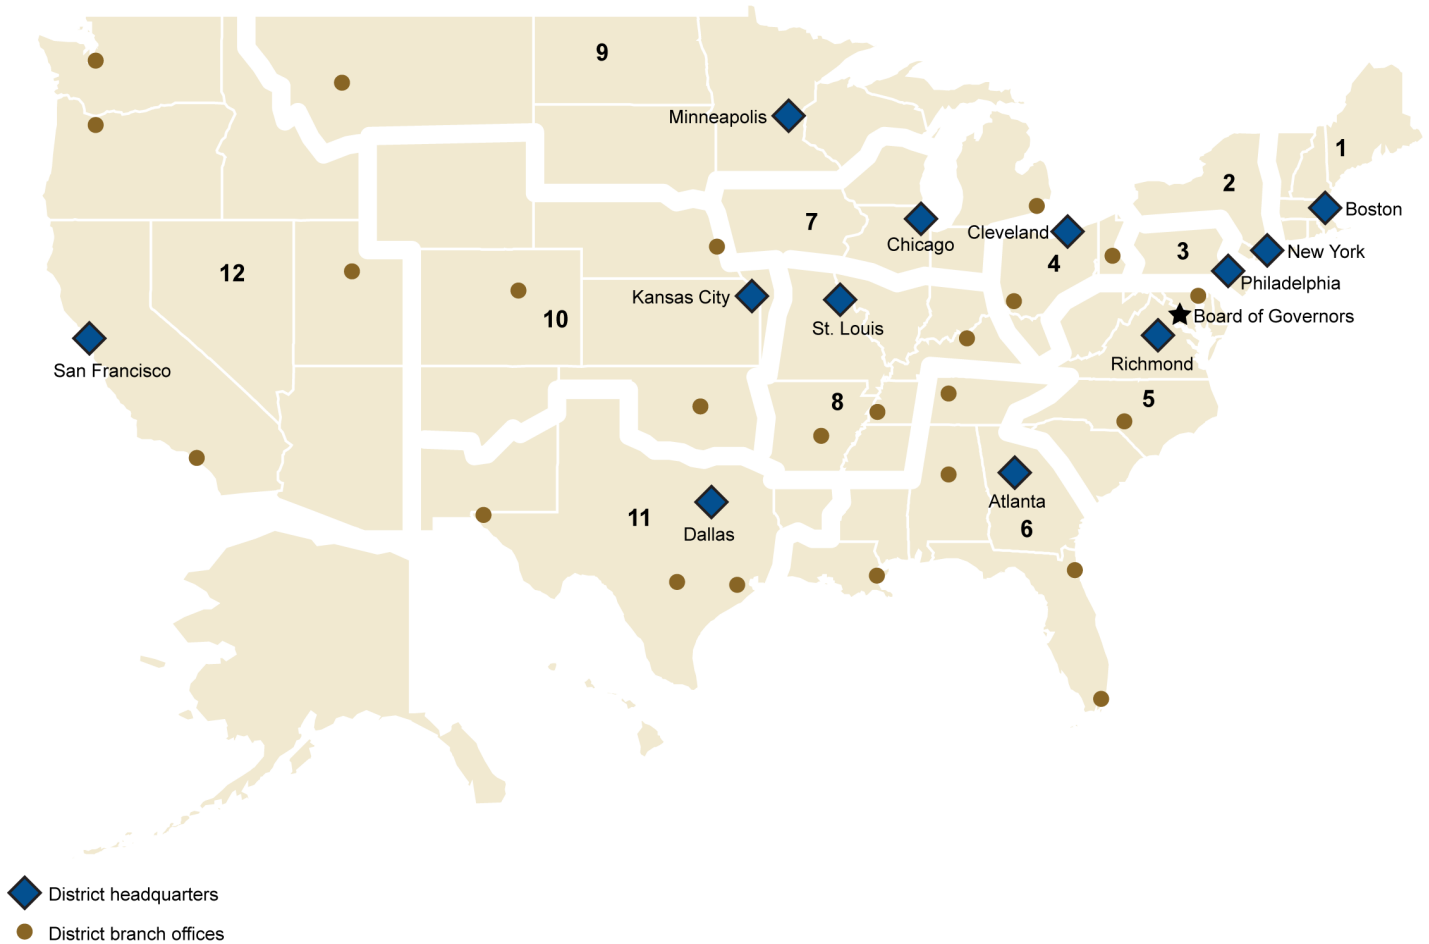 9
Minneapolis
1
2
Boston
7
Cleveland
Chicago
3
New York
4
12
Philadelphia
Kansas City
10
St. Louis
Board of Governors
San Francisco
Richmond
8
5
Atlanta
11
Dallas
6
District headquarters
District branch offices